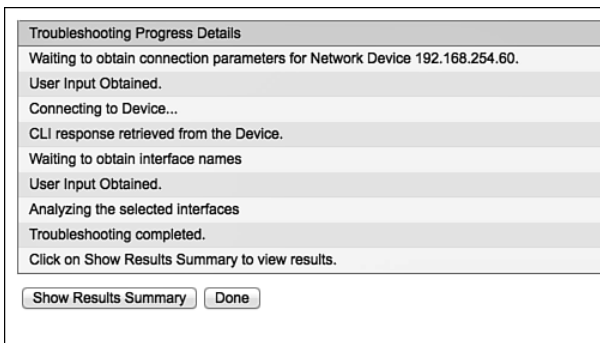 Troubleshooting Progress Details
Waiting to obtain connection parameters for Network Device 192.168.254.60.
User Input Obtained.
Connecting to Device...
CLI response retrieved from the Device.
Waiting to obtain interface names
User Input Obtained.
Analyzing the selected interfaces
Troubleshooting completed.
Click on Show Results Summary to view results.
Show Results Summary Done